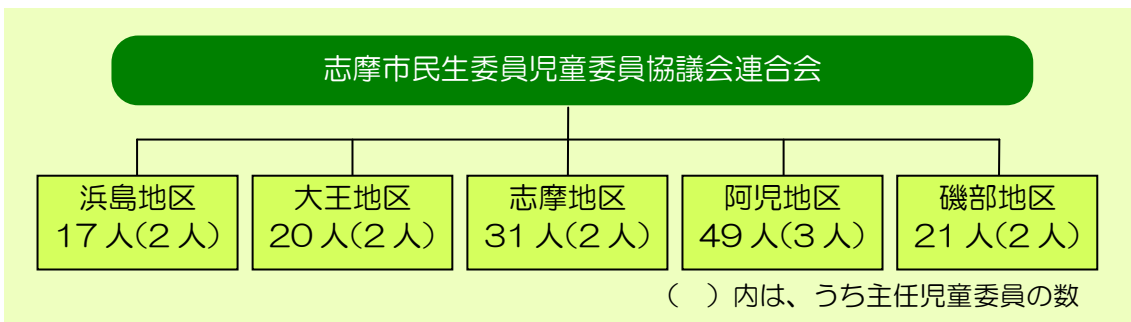 志摩市民生委員児童委員協議会連合会
浜島地区
17人(2人)
大王地区
20人(2人)
志摩地区
31人(2人)
阿児地区
49人(3人)
磯部地区
21人(2人)
(　)内は、うち主任児童委員の数